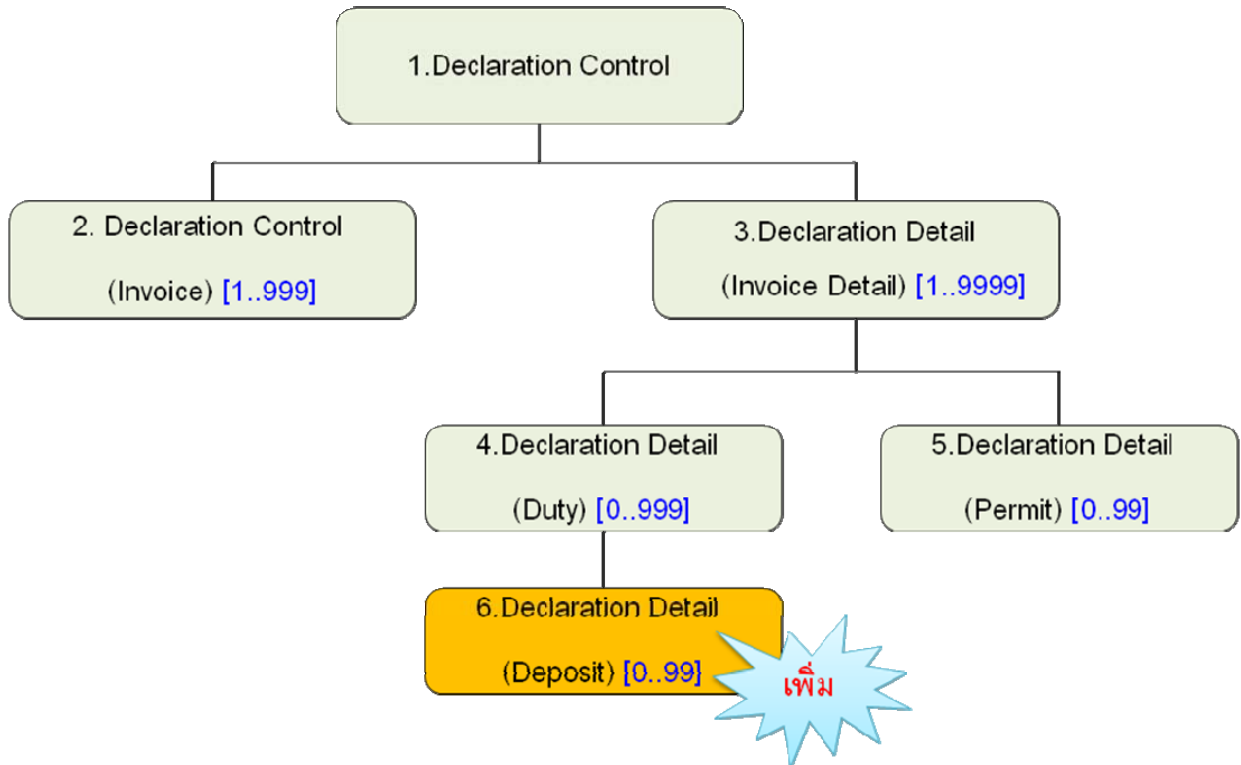 1.Declaration Control
2. Declaration Control
(Invoice) [1..999]
3.Declaration Detail
(Invoice Detail) [1..9999]
4.Declaration Detail
(Duty) [0..999]
5.Declaration Detail
(Permit) [0..99]
6.Declaration Detail
(Deposit) [0..99]
เพิ่ม